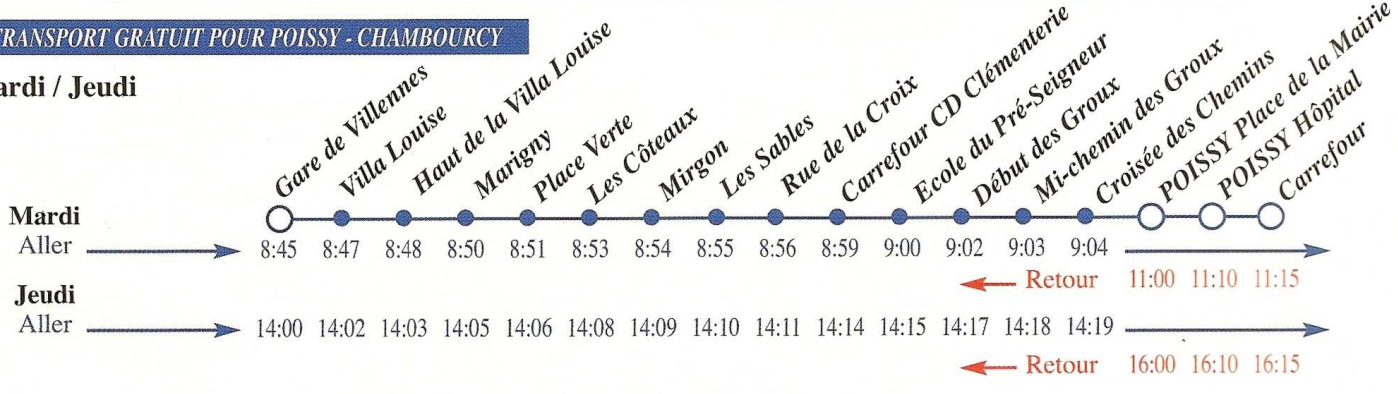 TRANSPORT GRATUIT POUR POISSY - CHAMBOURCY
ardi / Jeudi
Gare de Villennes
Villa Louise
Haut de la Villa Louise
Marigny
Place Verte
Les Côteaux
Mirgon
Les Sables
Rue de la Croix
Carrefour CD Clémenterie
Ecole du Pré-Seigneur
Début des Groux
Mi-chemin des Groux
Croisée des Chemins
POISSY Place de la Mairie
POISSY Hôpital
Carrefour
Mardi
Aller 8:45 8:47 8:48 8:50 8:51 8:53 8:54 8:55 8:56 8:59 9:00 9:02 9:03 9:04
Retour 11:00 11:10 11:15
Jeudi
Aller 14:00 14:02 14:03 14:05 14:06 14:08 14:09 14:10 14:11 14:14 14:15 14:17 14:18 14:19
Retour 16:00 16:10 16:15